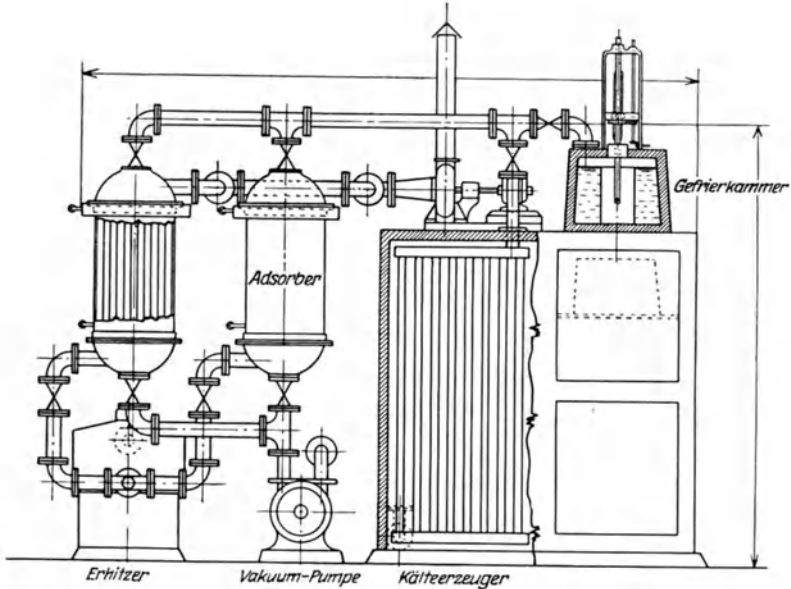 Gefrierkammer
Adsorber
Erhitzer
Vakuum-Pumpe
Kälteerzeuger